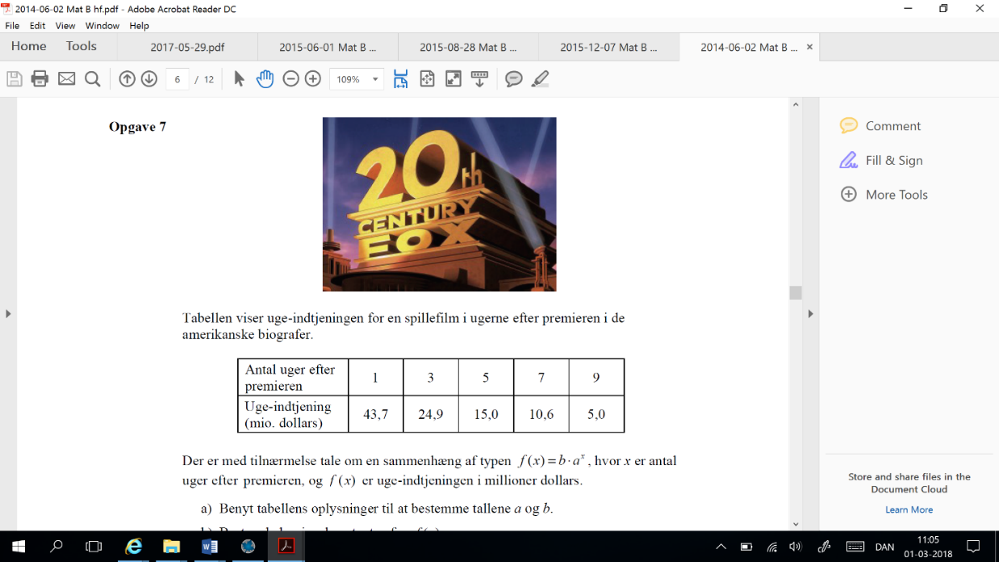 2014-06-02 Mat B hf.pdf - Adobe Acrobat Reader DC
File Edit View Window Help
Home Tools 2017-05-29.pdf 2015-06-01 Mat B ... 2015-08-28 Mat B ... 2015-12-07 Mat B ... 2014-06-02 Mat B ... ×
6 / 12 109%
Opgave 7
20th
CENTURY
FOX
Tabellen viser uge-indtjeningen for en spillefilm i ugerne efter premieren i de
amerikanske biografer.
Antal uger efter
premieren 1 3 5 7 9
Uge-indtjening
(mio. dollars) 43,7 24,9 15,0 10,6 5,0
Der er med tilnærmelse tale om en sammenhæng af typen f(x)=b·aˣ, hvor x er antal
uger efter premieren, og f(x) er uge-indtjeningen i millioner dollars.
a) Benyt tabellens oplysninger til at bestemme tallene a og b.
Comment
Fill & Sign
More Tools
Store and share files in the
Document Cloud
Learn More
DAN
11:05
01-03-2018